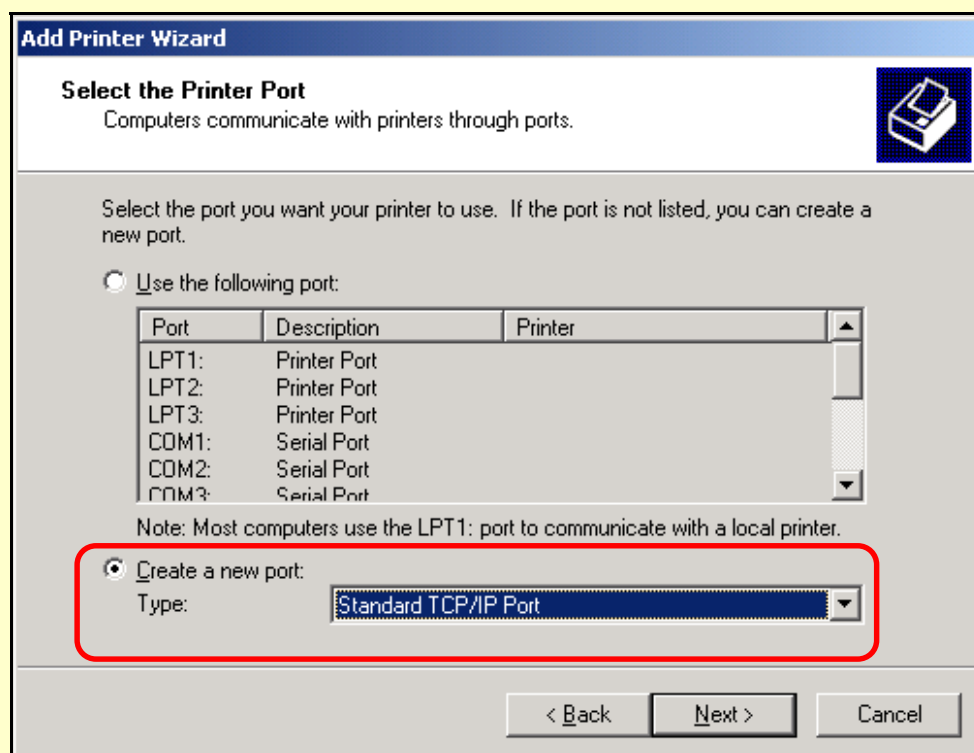 Add Printer Wizard
Select the Printer Port
Computers communicate with printers through ports.
Select the port you want your printer to use. If the port is not listed, you can create a
new port.
Use the following port:
Port Description Printer
LPT1: Printer Port
LPT2: Printer Port
LPT3: Printer Port
COM1: Serial Port
COM2: Serial Port
COM3: Serial Port
Note: Most computers use the LPT1: port to communicate with a local printer.
Create a new port:
Type: Standard TCP/IP Port
< Back Next > Cancel